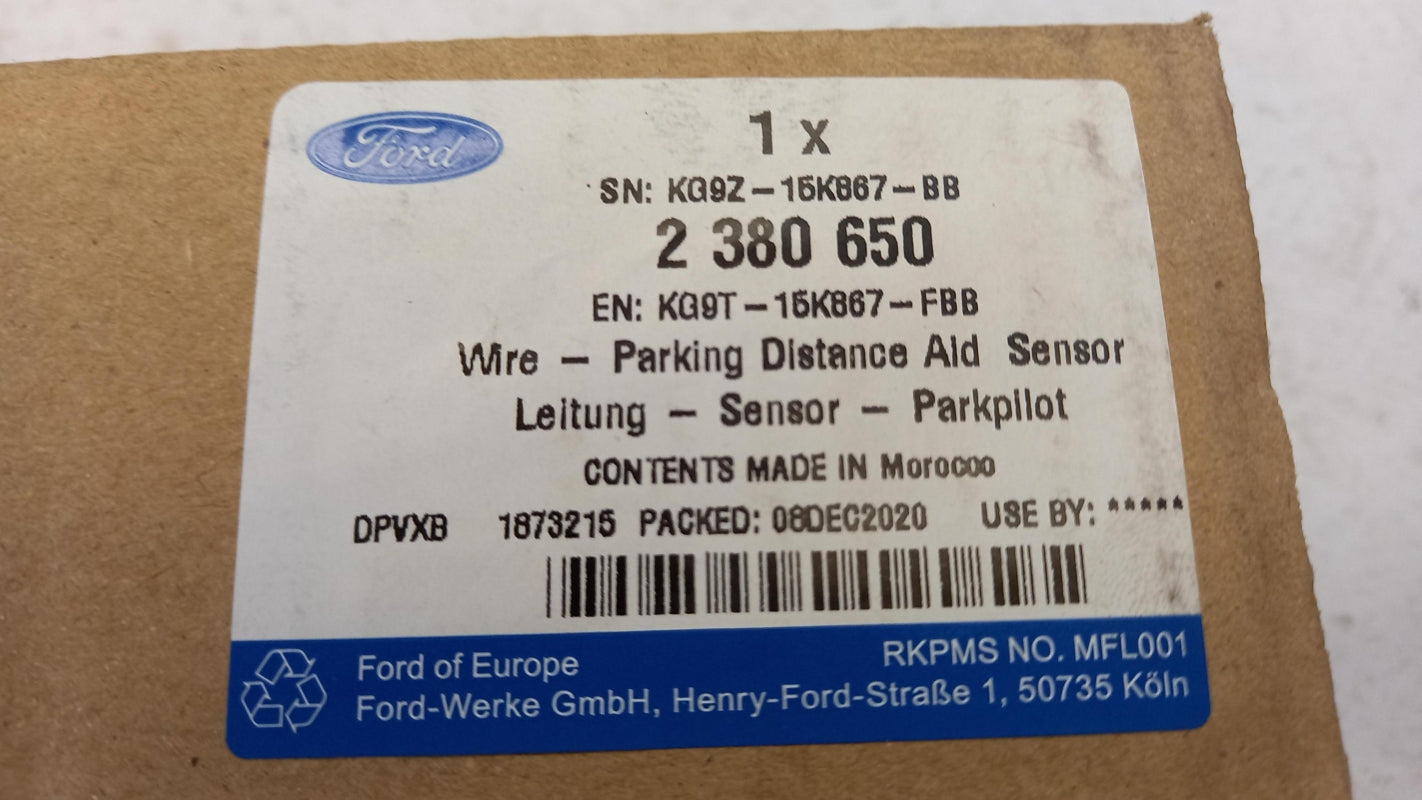 Ford
1 x
SN: KG9Z-15K867-BB
2 380 650
EN: KG9T-15K867-FBB
Wire - Parking Distance Aid Sensor
Leitung - Sensor - Parkpilot
CONTENTS MADE IN Morocco
DPVXB 1873215 PACKED: 08DEC2020 USE BY: *****
RKPMS NO. MFL001
Ford of Europe
Ford-Werke GmbH, Henry-Ford-Straße 1, 50735 Köln